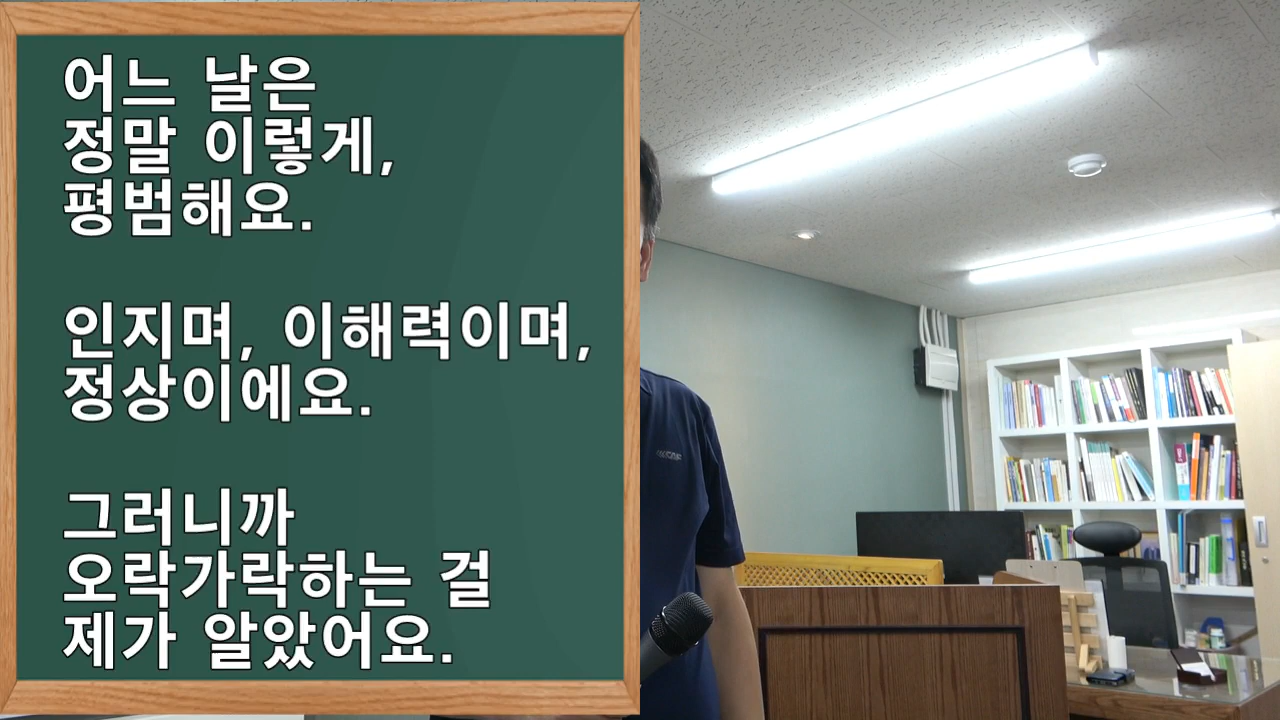 어느 날은
정말 이렇게,
평범해요.
인지며, 이해력이며,
정상이에요.
그러니까
오락가락하는 걸
제가 알았어요.